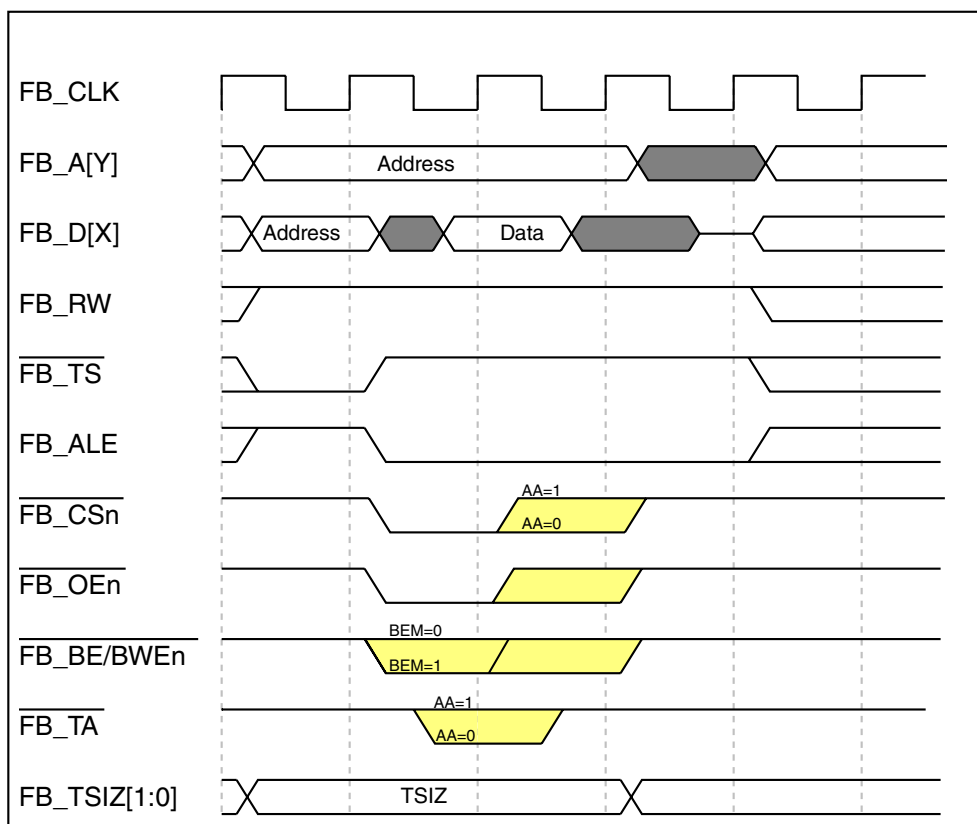 FB_CLK
FB_A[Y]
Address
FB_D[X]
Address
Data
FB_RW
FB_TS
FB_ALE
FB_CSn
AA=1
AA=0
FB_OEn
FB_BE/BWEn
BEM=0
BEM=1
FB_TA
AA=1
AA=0
FB_TSIZ[1:0]
TSIZ